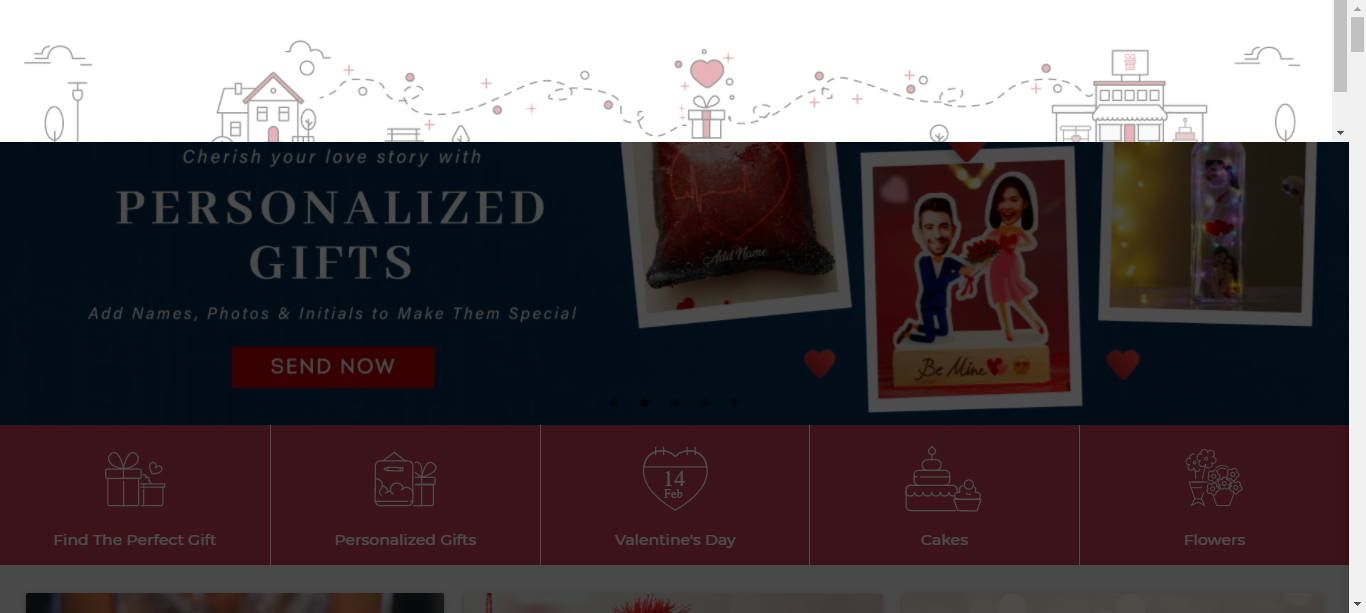 Cherish your love story with
PERSONALIZED
GIFTS
Add Names, Photos & Initials to Make Them Special
SEND NOW
Add Name
Be Mine
14
Feb
Find The Perfect Gift
Personalized Gifts
Valentine's Day
Cakes
Flowers